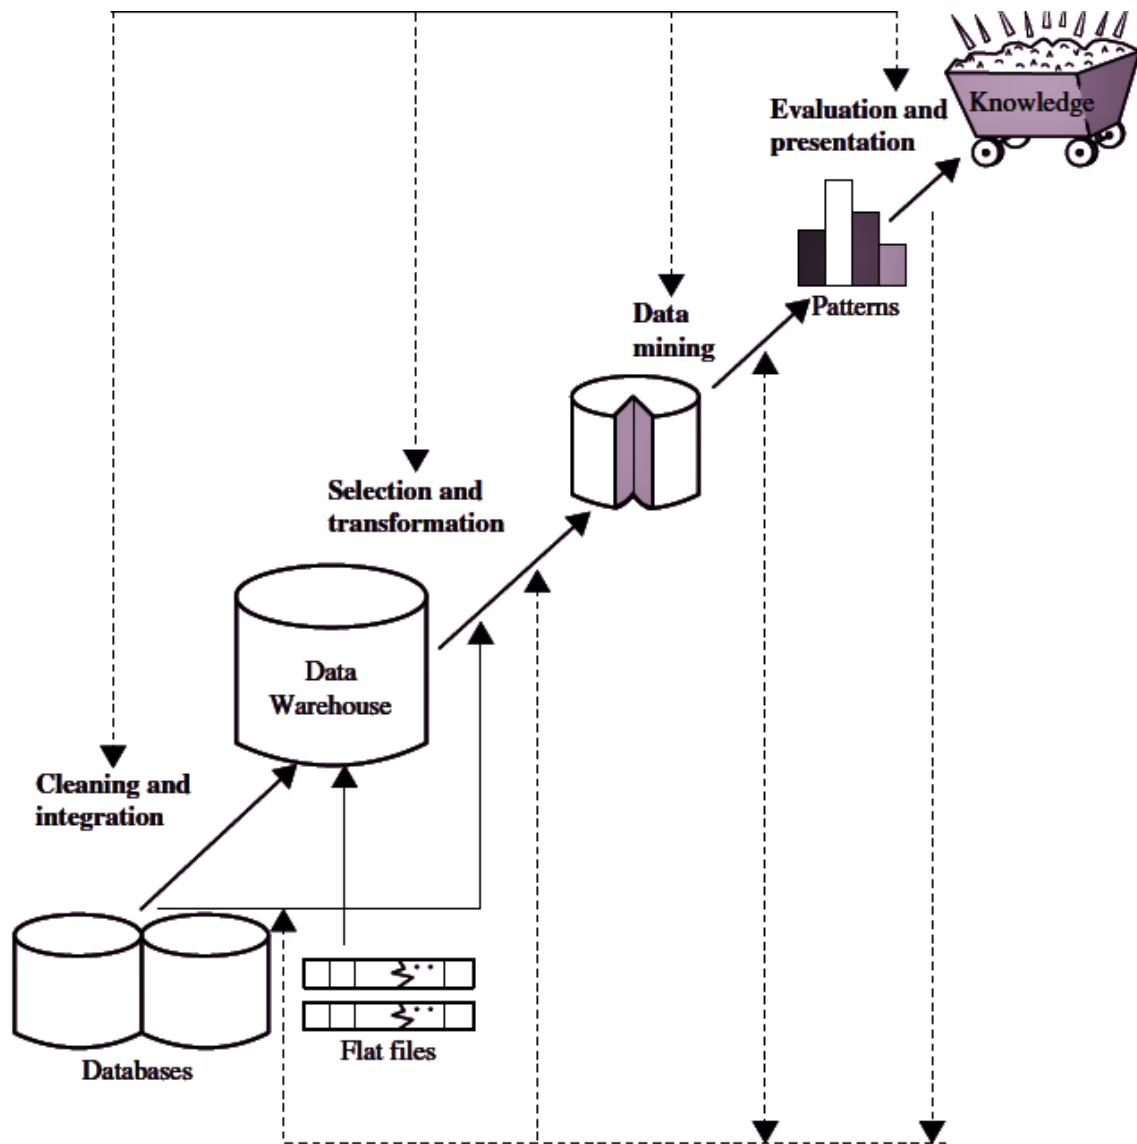 Evaluation and
presentation
Knowledge
Patterns
Data
mining
Selection and
transformation
Data
Warehouse
Cleaning and
integration
Databases
Flat files